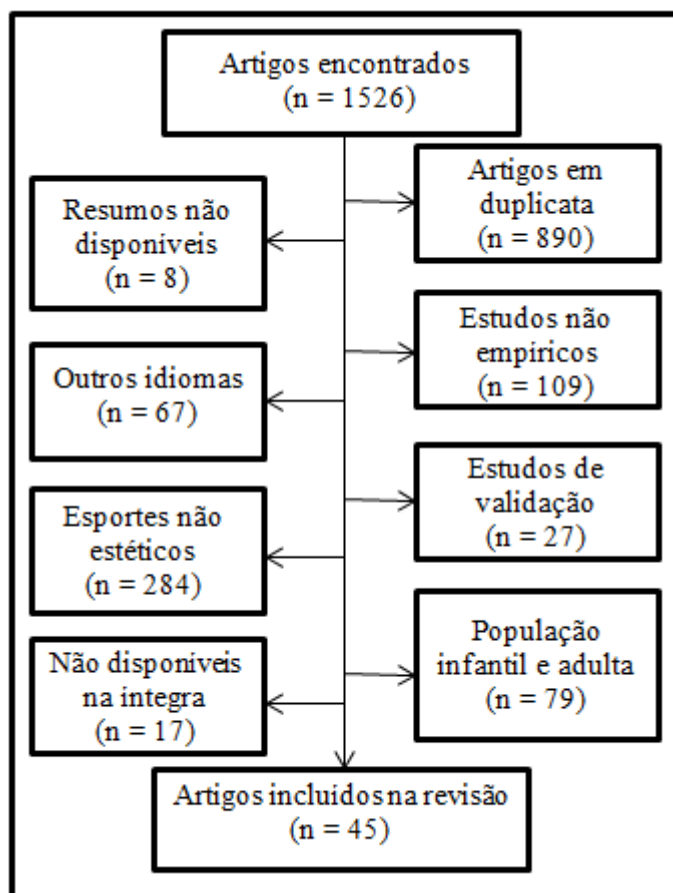 Artigos encontrados
(n = 1526)
Artigos em
duplicata
(n = 890)
Resumos não
disponíveis
(n = 8)
Estudos não
empíricos
(n = 109)
Outros idiomas
(n = 67)
Estudos de
validação
(n = 27)
Esportes não
estéticos
(n = 284)
População
infantil e adulta
(n = 79)
Não disponíveis
na integra
(n = 17)
Artigos incluidos na revisão
(n = 45)